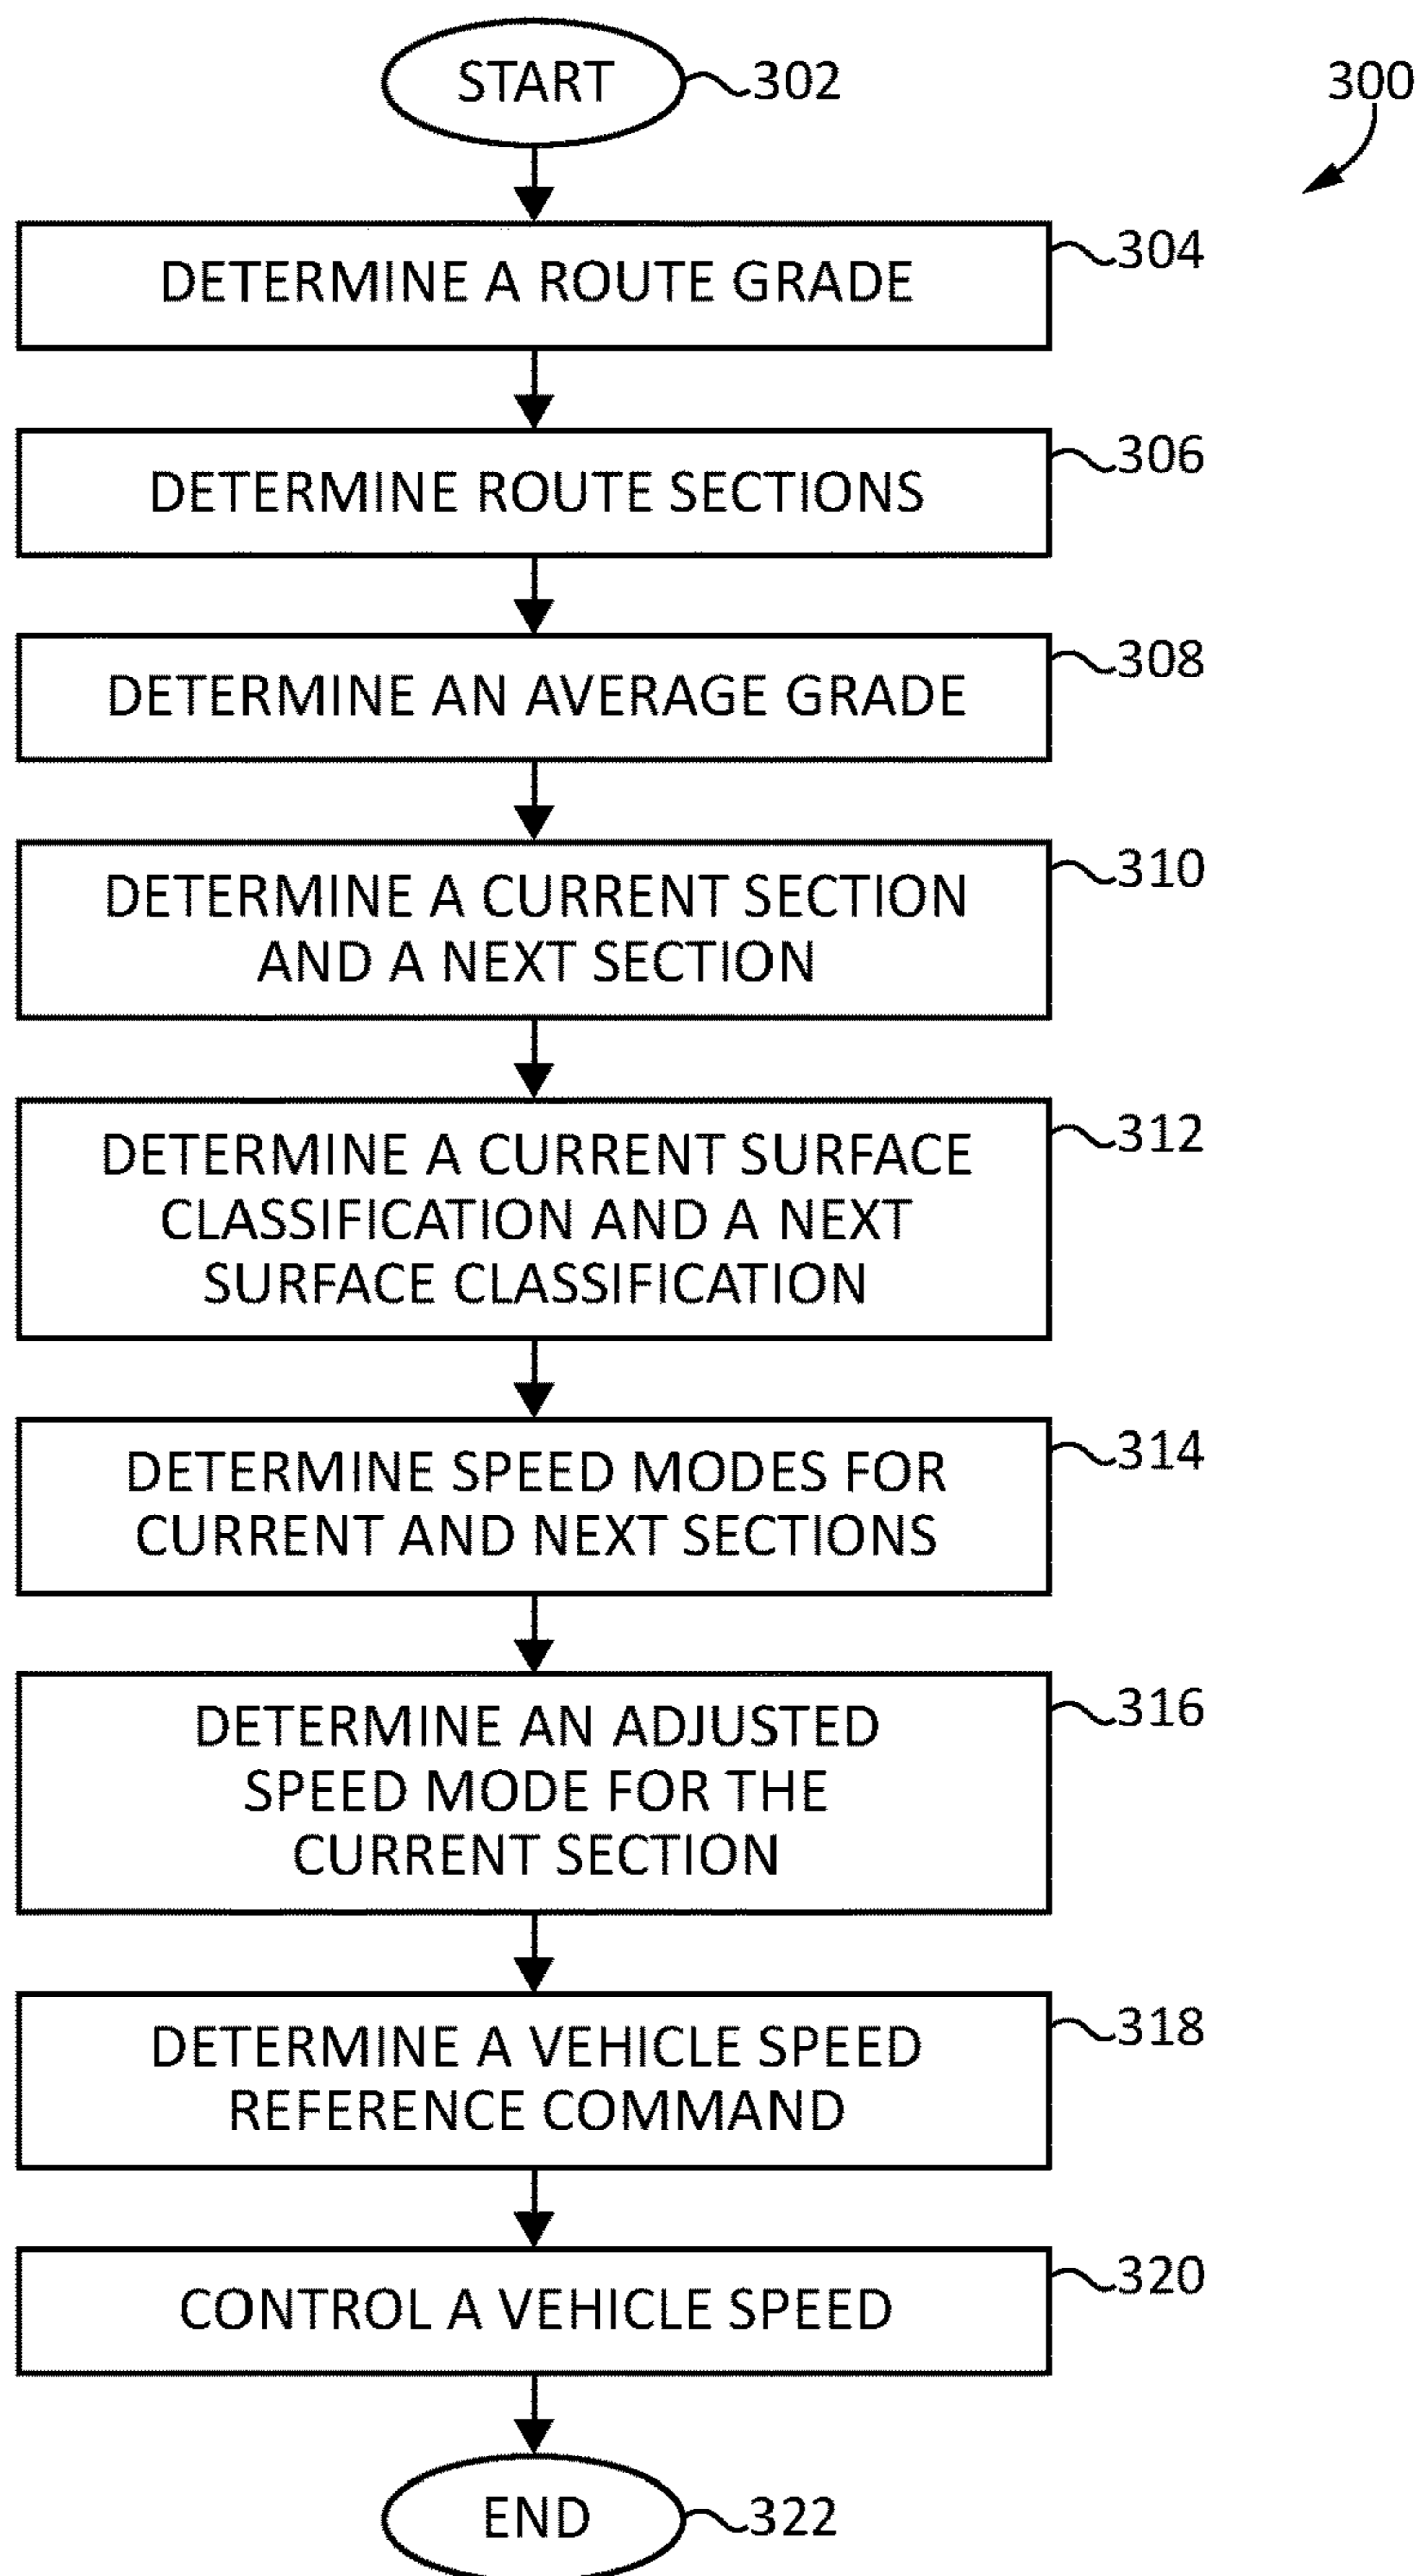 START
302
300
DETERMINE A ROUTE GRADE
304
DETERMINE ROUTE SECTIONS
306
DETERMINE AN AVERAGE GRADE
308
DETERMINE A CURRENT SECTION
AND A NEXT SECTION
310
DETERMINE A CURRENT SURFACE
CLASSIFICATION AND A NEXT
SURFACE CLASSIFICATION
312
DETERMINE SPEED MODES FOR
CURRENT AND NEXT SECTIONS
314
DETERMINE AN ADJUSTED
SPEED MODE FOR THE
CURRENT SECTION
316
DETERMINE A VEHICLE SPEED
REFERENCE COMMAND
318
CONTROL A VEHICLE SPEED
320
END
322